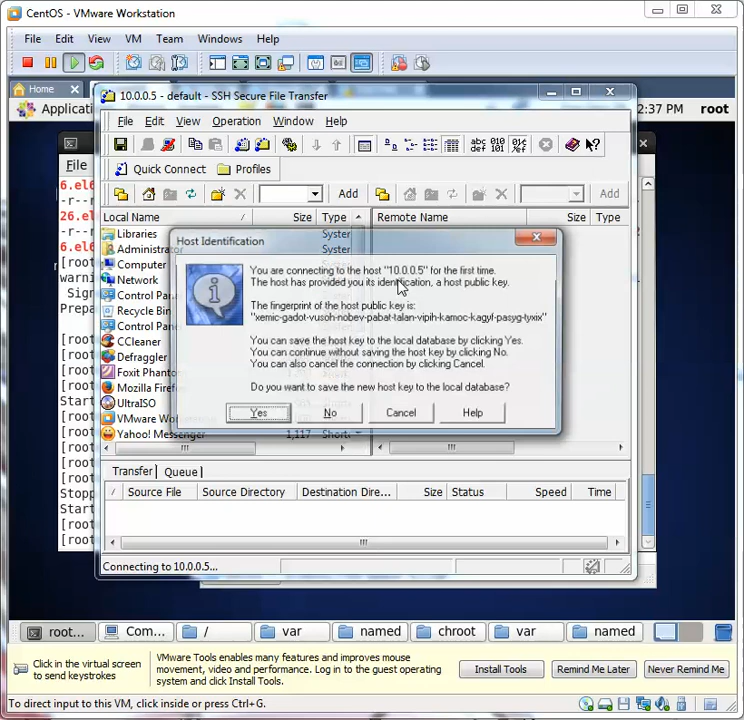 CentOS - VMware Workstation
File Edit View VM Team Windows Help
Home
Applicati 2:37 PM root
10.0.0.5 - default - SSH Secure File Transfer
File
File Edit View Operation Window Help
Quick Connect Profiles
Add Add
Local Name / Size Type Remote Name Size Type
6.el6
-r--r
26.el
-r--r
6.el6
[root
warni
Sign
Prepa
[root
[root
[root
Start
[root
Start
[root
[root
[root
Stopp
Start
[root
[root
Libraries Syster
Administrator Syster
Computer
Network
Control Pan
Recycle Bin
Control Pan
CCleaner
Defraggler
Foxit Phanto
Mozilla Firefo
UltraISO
VMware Wo
Yahoo! Messenger 1,117 Short
Host Identification
You are connecting to the host "10.0.0.5" for the first time.
The host has provided you its identification, a host public key.
The fingerprint of the host public key is:
"xemic-gadot-vusoh-nobev-pabat-talan-vipih-kamoc-kagyf-pasyg-tyxix"
You can save the host key to the local database by clicking Yes.
You can continue without saving the host key by clicking No.
You can also cancel the connection by clicking Cancel.
Do you want to save the new host key to the local database?
Yes No Cancel Help
Transfer Queue
/ Source File Source Directory Destination Dire... Size Status Speed Time
Connecting to 10.0.0.5...
root... Com... / var named chroot var named
Click in the virtual screen
to send keystrokes
VMware Tools enables many features and improves mouse
movement, video and performance. Log in to the guest operating
system and click Install Tools.
Install Tools Remind Me Later Never Remind Me
To direct input to this VM, click inside or press Ctrl+G.